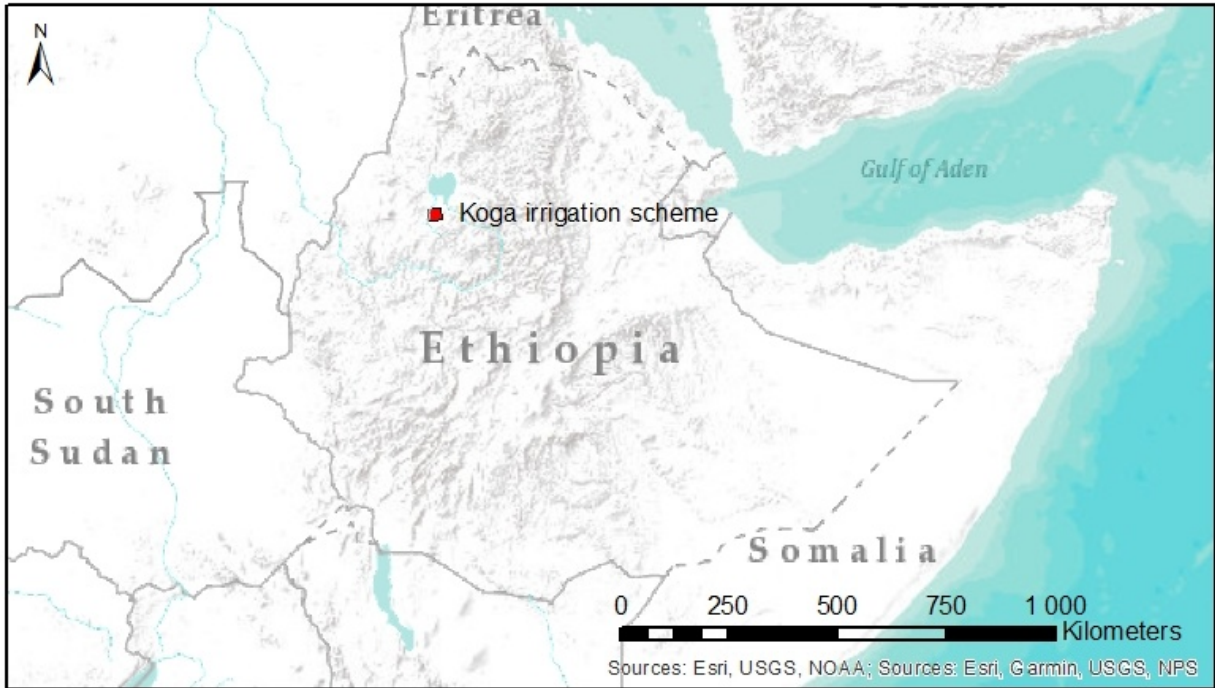 Eritrea
N
Gulf of Aden
Koga irrigation scheme
Ethiopia
South
Sudan
Somalia
0 250 500 750 1 000
Kilometers
Sources: Esri, USGS, NOAA; Sources: Esri, Garmin, USGS, NPS